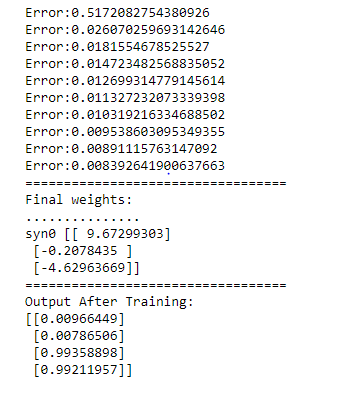 Error:0.5172082754380926
Error:0.026070259693142646
Error:0.0181554678525527
Error:0.014723482568835052
Error:0.012699314779145614
Error:0.011327232073339398
Error:0.010319216334688502
Error:0.009538603095349355
Error:0.00891115763147092
Error:0.008392641900637663
==================================
Final weights:
...............
syn0 [[ 9.67299303]
 [-0.2078435 ]
 [-4.62963669]]
==================================
Output After Training:
[[0.00966449]
 [0.00786506]
 [0.99358898]
 [0.99211957]]